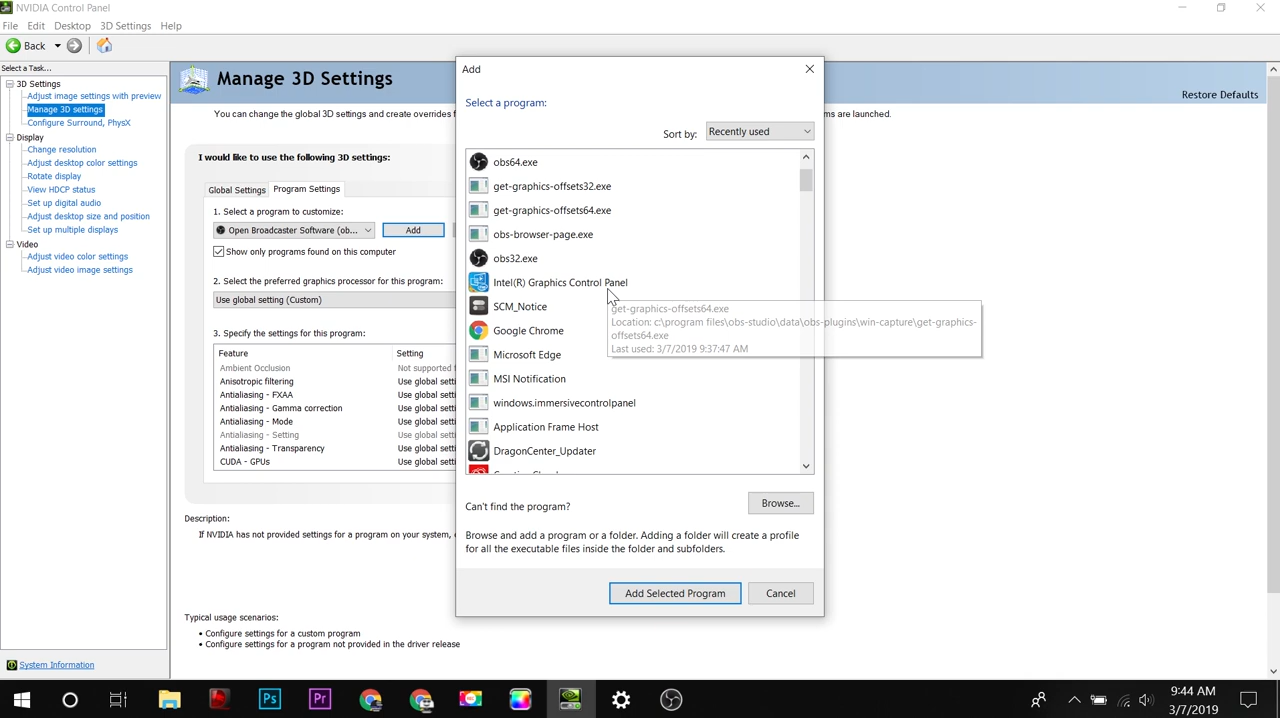 NVIDIA Control Panel
File Edit Desktop 3D Settings Help
Back
Select a Task...
3D Settings
Adjust image settings with preview
Manage 3D settings
Configure Surround, PhysX
Display
Change resolution
Adjust desktop color settings
Rotate display
View HDCP status
Set up digital audio
Adjust desktop size and position
Set up multiple displays
Video
Adjust video color settings
Adjust video image settings
System Information
Manage 3D Settings
Restore Defaults
You can change the global 3D settings and create overrides f
ms are launched.
I would like to use the following 3D settings:
Global Settings Program Settings
1. Select a program to customize:
Open Broadcaster Software (ob... Add
Show only programs found on this computer
2. Select the preferred graphics processor for this program:
Use global setting (Custom)
3. Specify the settings for this program:
Feature Setting
Ambient Occlusion Not supported
Anisotropic filtering Use global setti
Antialiasing - FXAA Use global setti
Antialiasing - Gamma correction Use global setti
Antialiasing - Mode Use global setti
Antialiasing - Setting Use global setti
Antialiasing - Transparency Use global setti
CUDA - GPUs Use global setti
Description:
If NVIDIA has not provided settings for a program on your system,
Typical usage scenarios:
• Configure settings for a custom program
• Configure settings for a program not provided in the driver release
Add
Select a program:
Sort by: Recently used
obs64.exe
get-graphics-offsets32.exe
get-graphics-offsets64.exe
obs-browser-page.exe
obs32.exe
Intel(R) Graphics Control Panel
SCM_Notice
Google Chrome
Microsoft Edge
MSI Notification
windows.immersivecontrolpanel
Application Frame Host
DragonCenter_Updater
get-graphics-offsets64.exe
Location: c:\program files\obs-studio\data\obs-plugins\win-capture\get-graphics-
offsets64.exe
Last used: 3/7/2019 9:37:47 AM
Can't find the program? Browse...
Browse and add a program or a folder. Adding a folder will create a profile
for all the executable files inside the folder and subfolders.
Add Selected Program Cancel
Ps
Pr
9:44 AM
3/7/2019